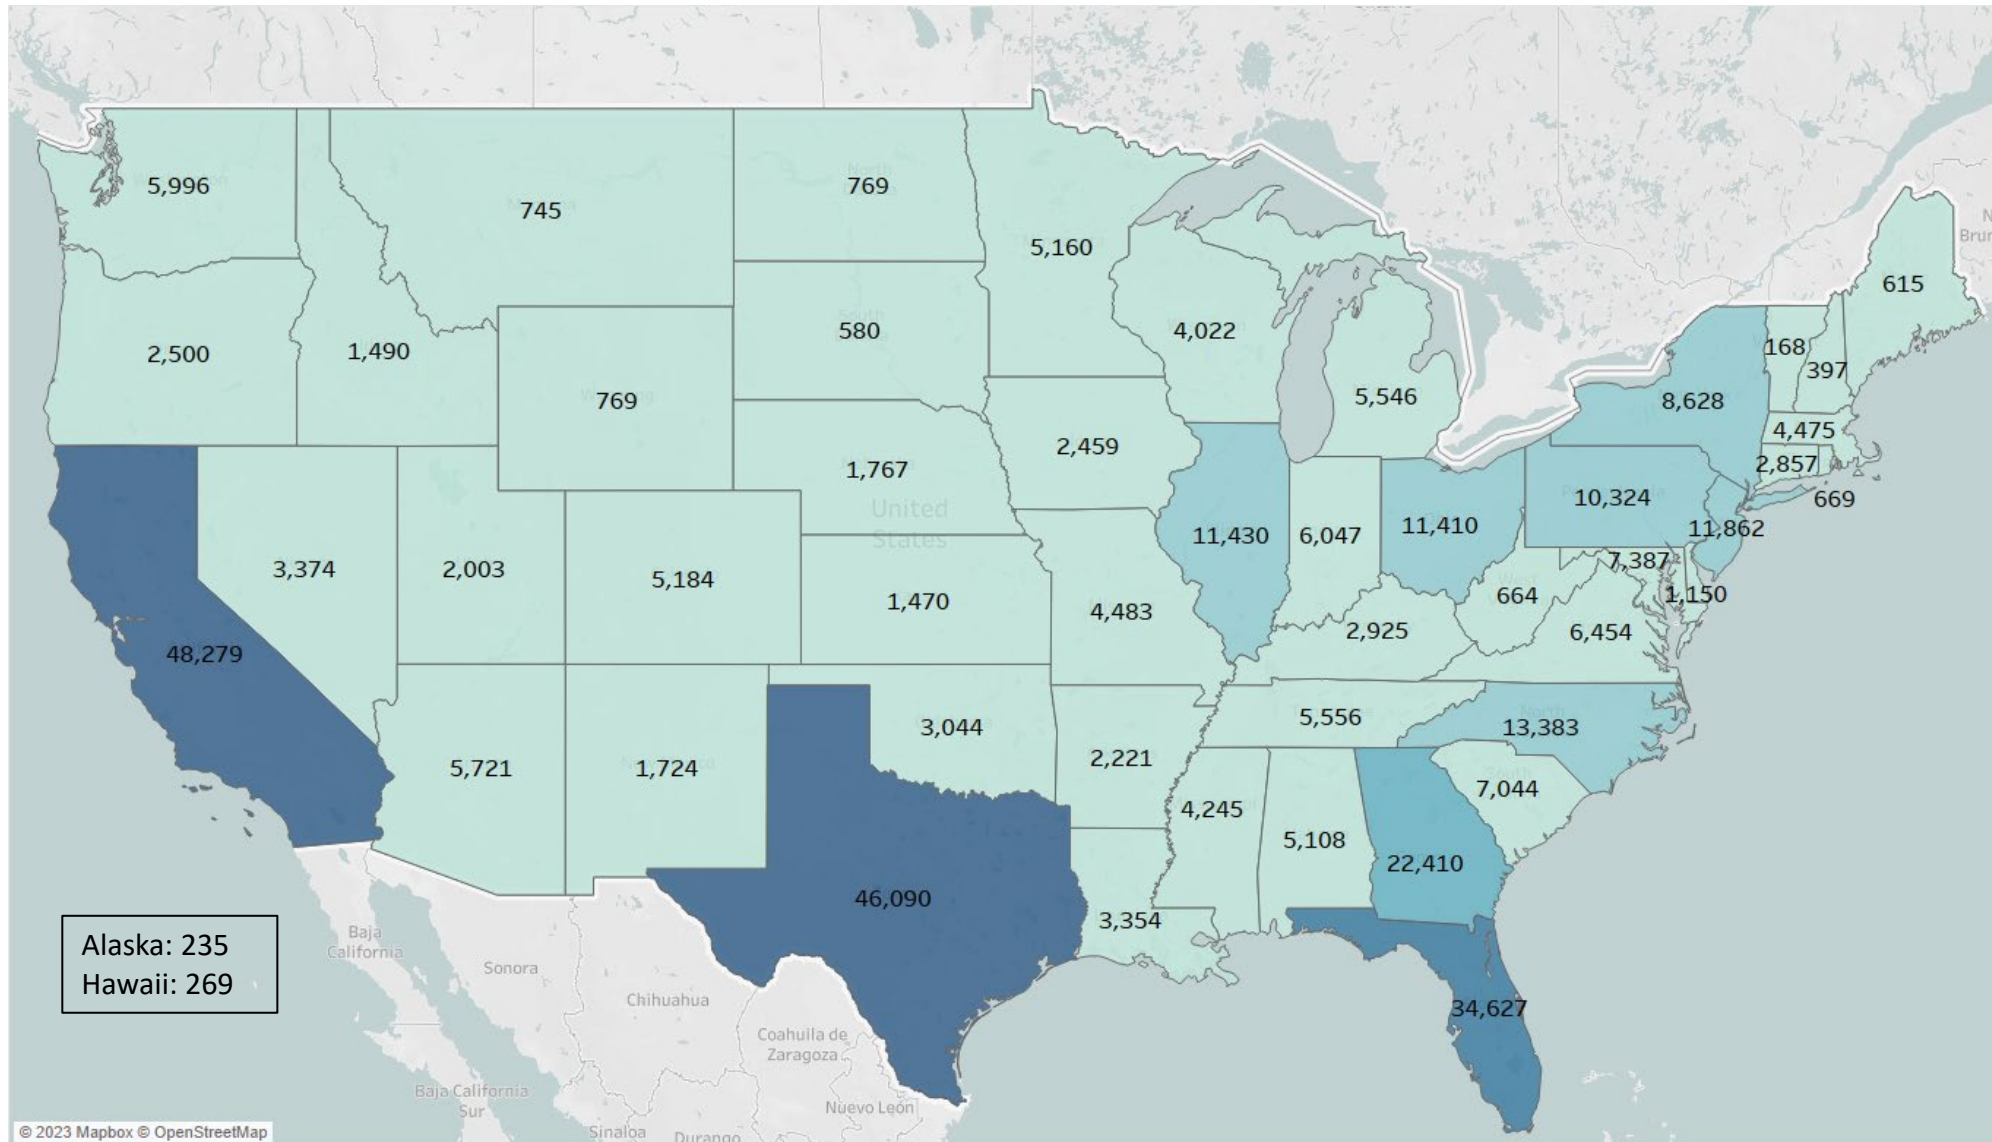 5,996
745
North
769
5,160
615
2,500
1,490
769
South
580
4,022
5,546
168
397
8,628
4,475
2,857
669
1,767
2,459
United
States
11,430
6,047
11,410
10,324
11,862
7,387
1,150
3,374
2,003
5,184
1,470
4,483
2,925
West
664
6,454
48,279
5,721
1,724
3,044
2,221
5,556
North
13,383
South
7,044
4,245
5,108
22,410
46,090
3,354
34,627
Alaska: 235
Hawaii: 269
Baja
California
Sonora
Chihuahua
Coahuila de
Zaragoza
Baja California
Sur
Nuevo León
Sinaloa
Durango
© 2023 Mapbox © OpenStreetMap